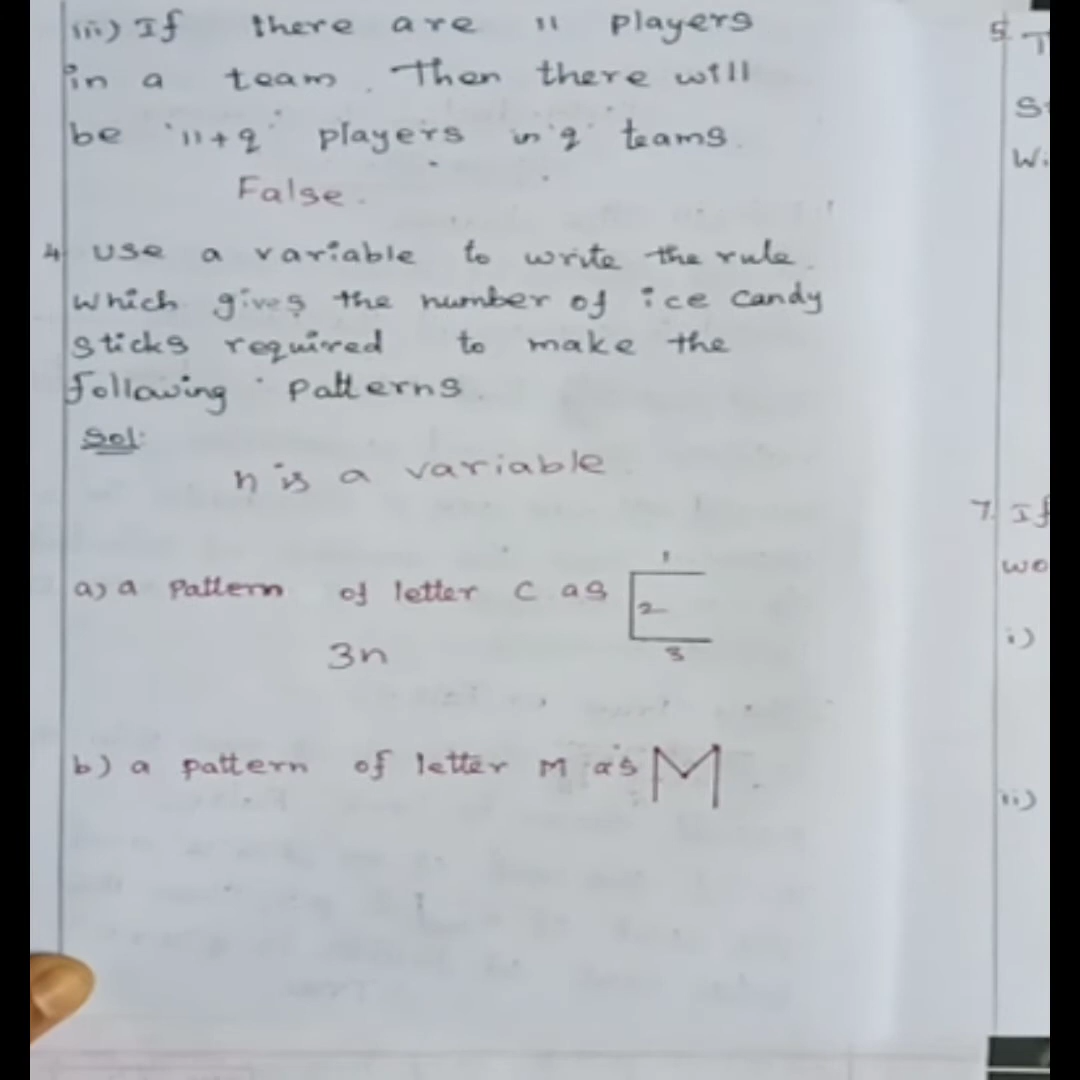 iii) If there are 11 players
in a team. Then there will
be '11+q' players in 'q' teams.
False.
4 Use a variable to write the rule.
which gives the number of ice candy
sticks required to make the
following patterns.
Sol:
n is a variable
a) a pattern of letter C as
1
2
3
3n
b) a pattern of letter M as M
5. T
S
Wi
7. If
wo
i)
ii)